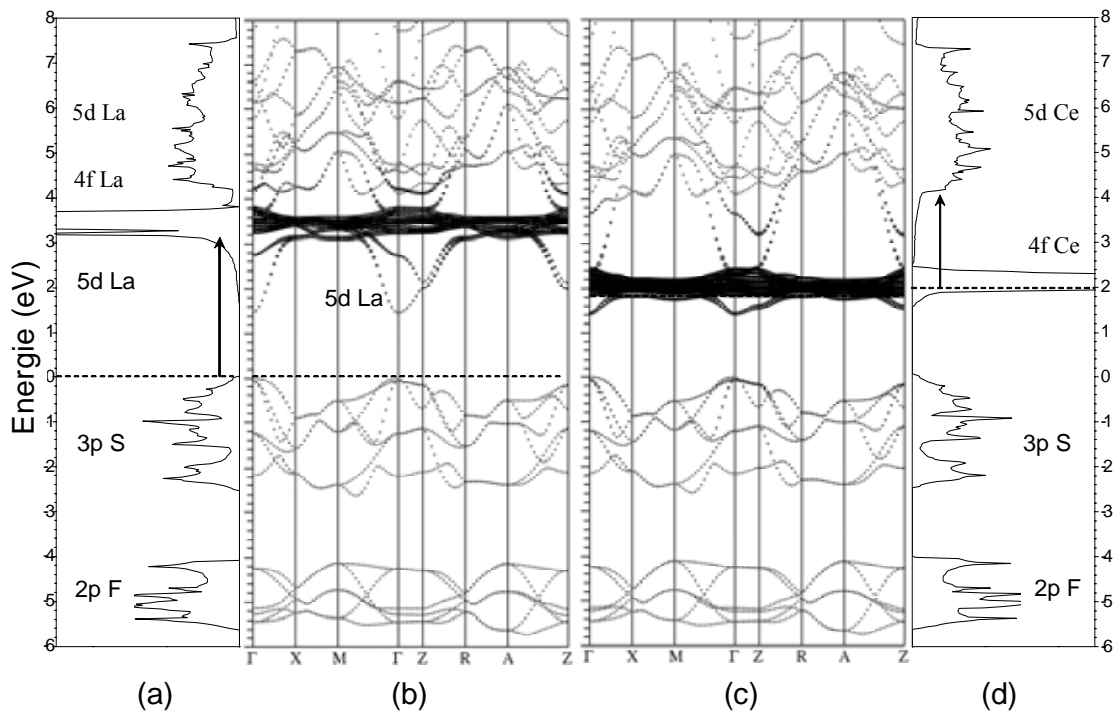 Energie (eV)
8
7
6
5
4
3
2
1
0
-1
-2
-3
-4
-5
-6
5d La
4f La
5d La
3p S
2p F
5d La
Γ X M Γ Z R A Z
Γ X M Γ Z R A Z
5d Ce
4f Ce
3p S
2p F
8
7
6
5
4
3
2
1
0
-1
-2
-3
-4
-5
-6
(a) (b) (c) (d)